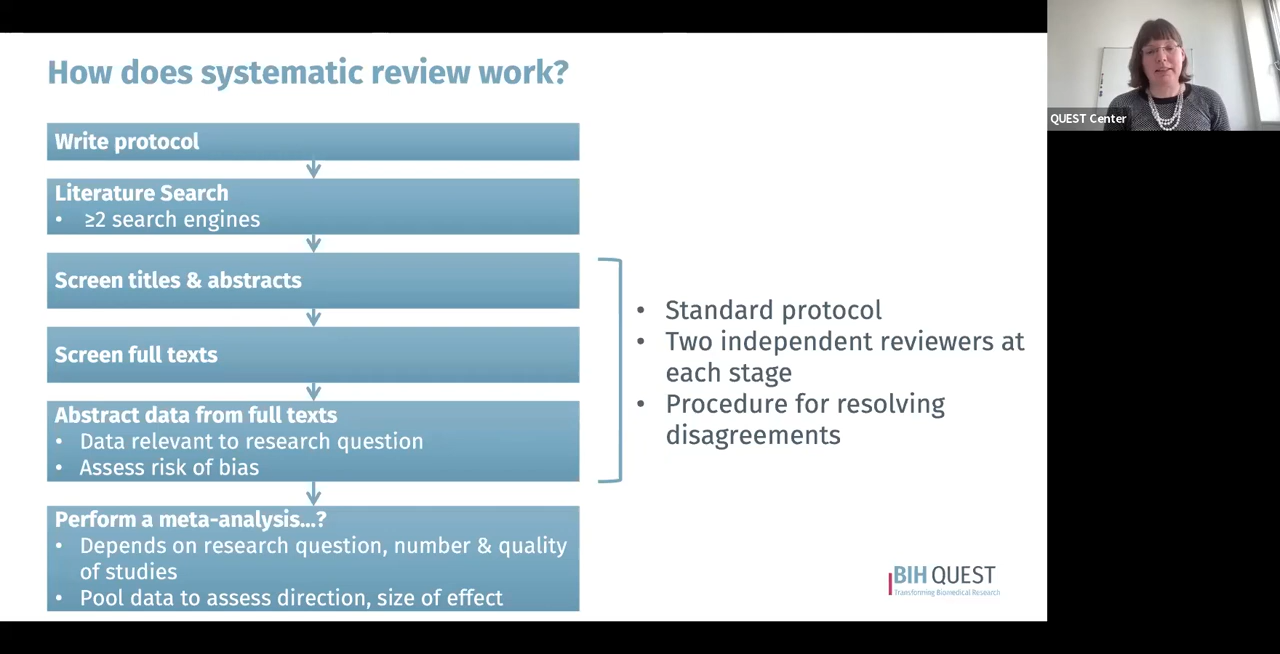 How does systematic review work?
Write protocol
Literature Search
• ≥2 search engines
Screen titles & abstracts
Screen full texts
Abstract data from full texts
• Data relevant to research question
• Assess risk of bias
Perform a meta-analysis...?
• Depends on research question, number & quality
of studies
• Pool data to assess direction, size of effect
• Standard protocol
• Two independent reviewers at
each stage
• Procedure for resolving
disagreements
BIH QUEST
Transforming Biomedical Research
QUEST Center